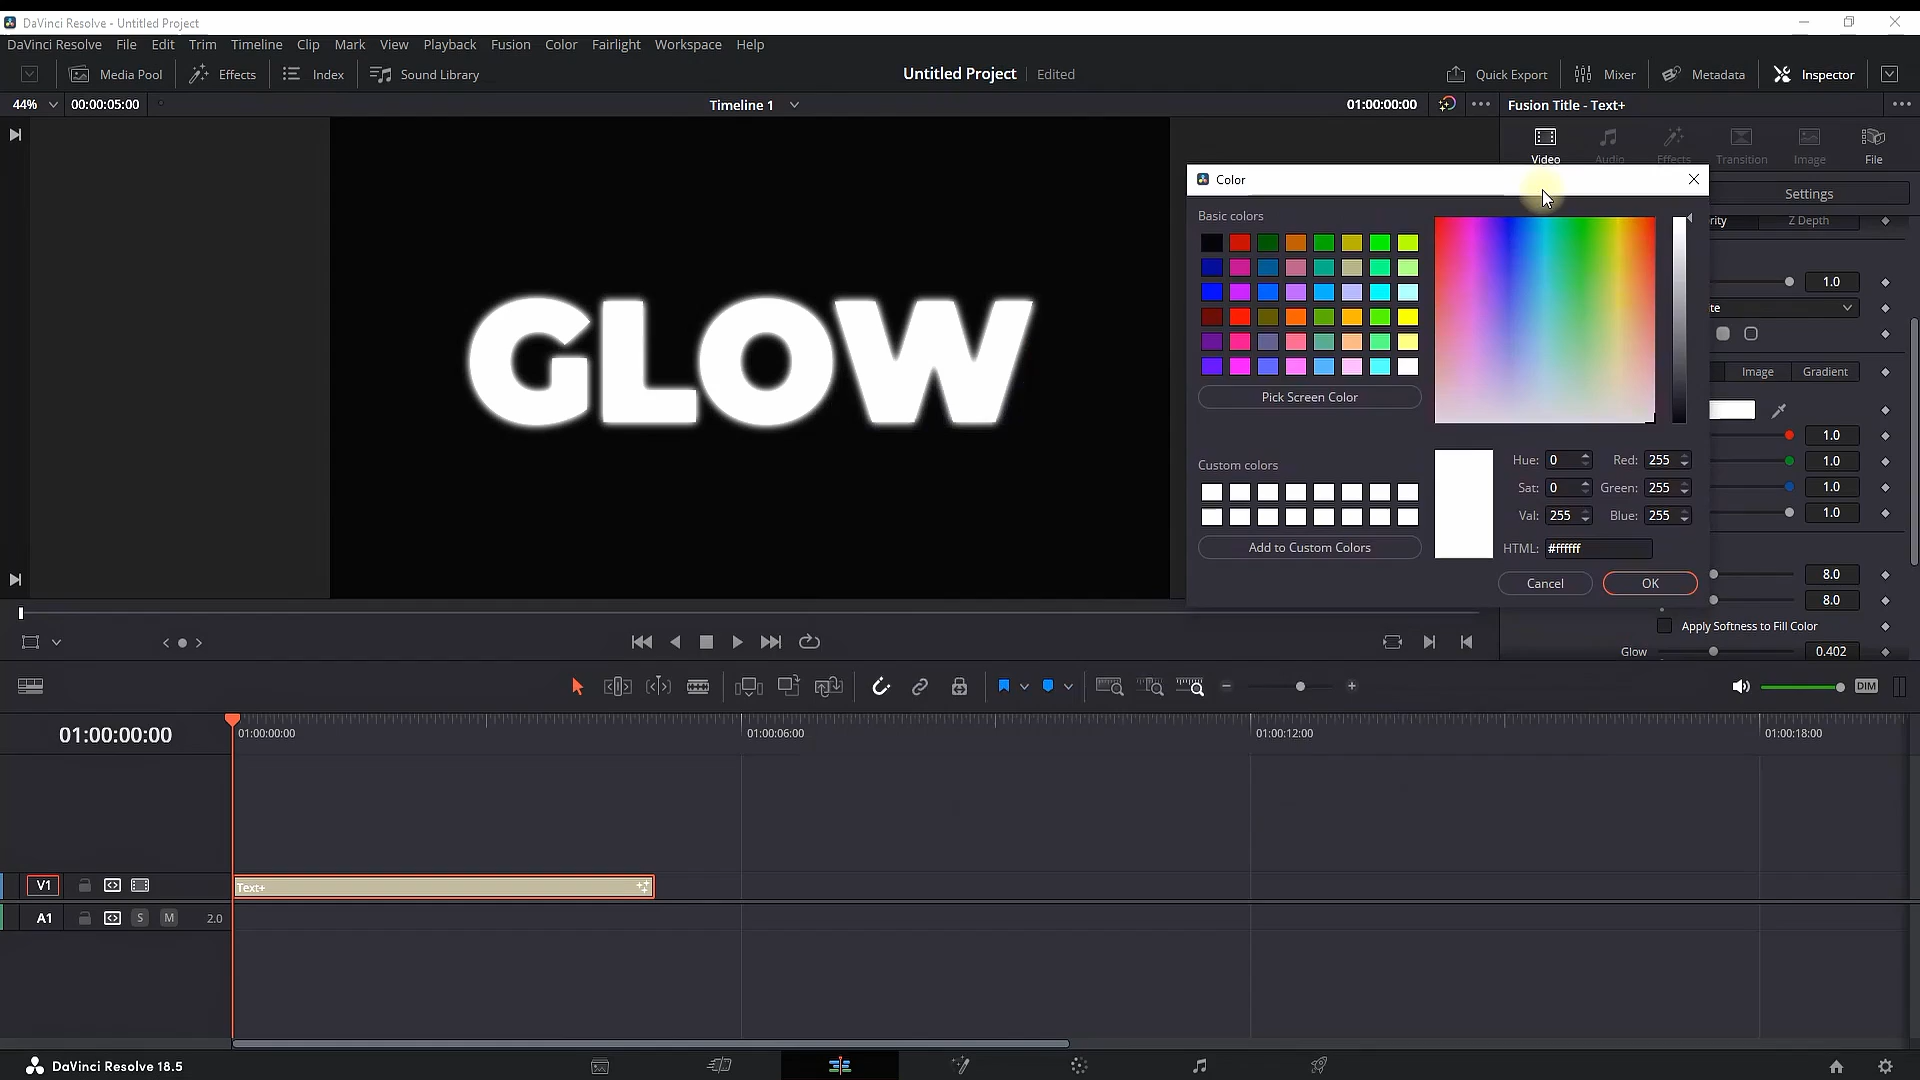 DaVinci Resolve - Untitled Project
DaVinci Resolve File Edit Trim Timeline Clip Mark View Playback Fusion Color Fairlight Workspace Help
Media Pool Effects Index Sound Library Untitled Project Edited Quick Export Mixer Metadata Inspector
44% 00:00:05:00 Timeline 1 01:00:00:00 Fusion Title - Text+
Video Audio Effects Transition Image File
Color
Settings
Basic colors
Z Depth
1.0
Pick Screen Color
Image Gradient
GLOW
1.0
1.0
1.0
1.0
Custom colors
Hue: 0 Red: 255
Sat: 0 Green: 255
Val: 255 Blue: 255
Add to Custom Colors
HTML: #ffffff
Cancel OK
8.0
8.0
Apply Softness to Fill Color
Glow 0.402
DIM
01:00:00:00
01:00:00:00 01:00:06:00 01:00:12:00 01:00:18:00
V1 Text+
A1 S M 2.0
DaVinci Resolve 18.5